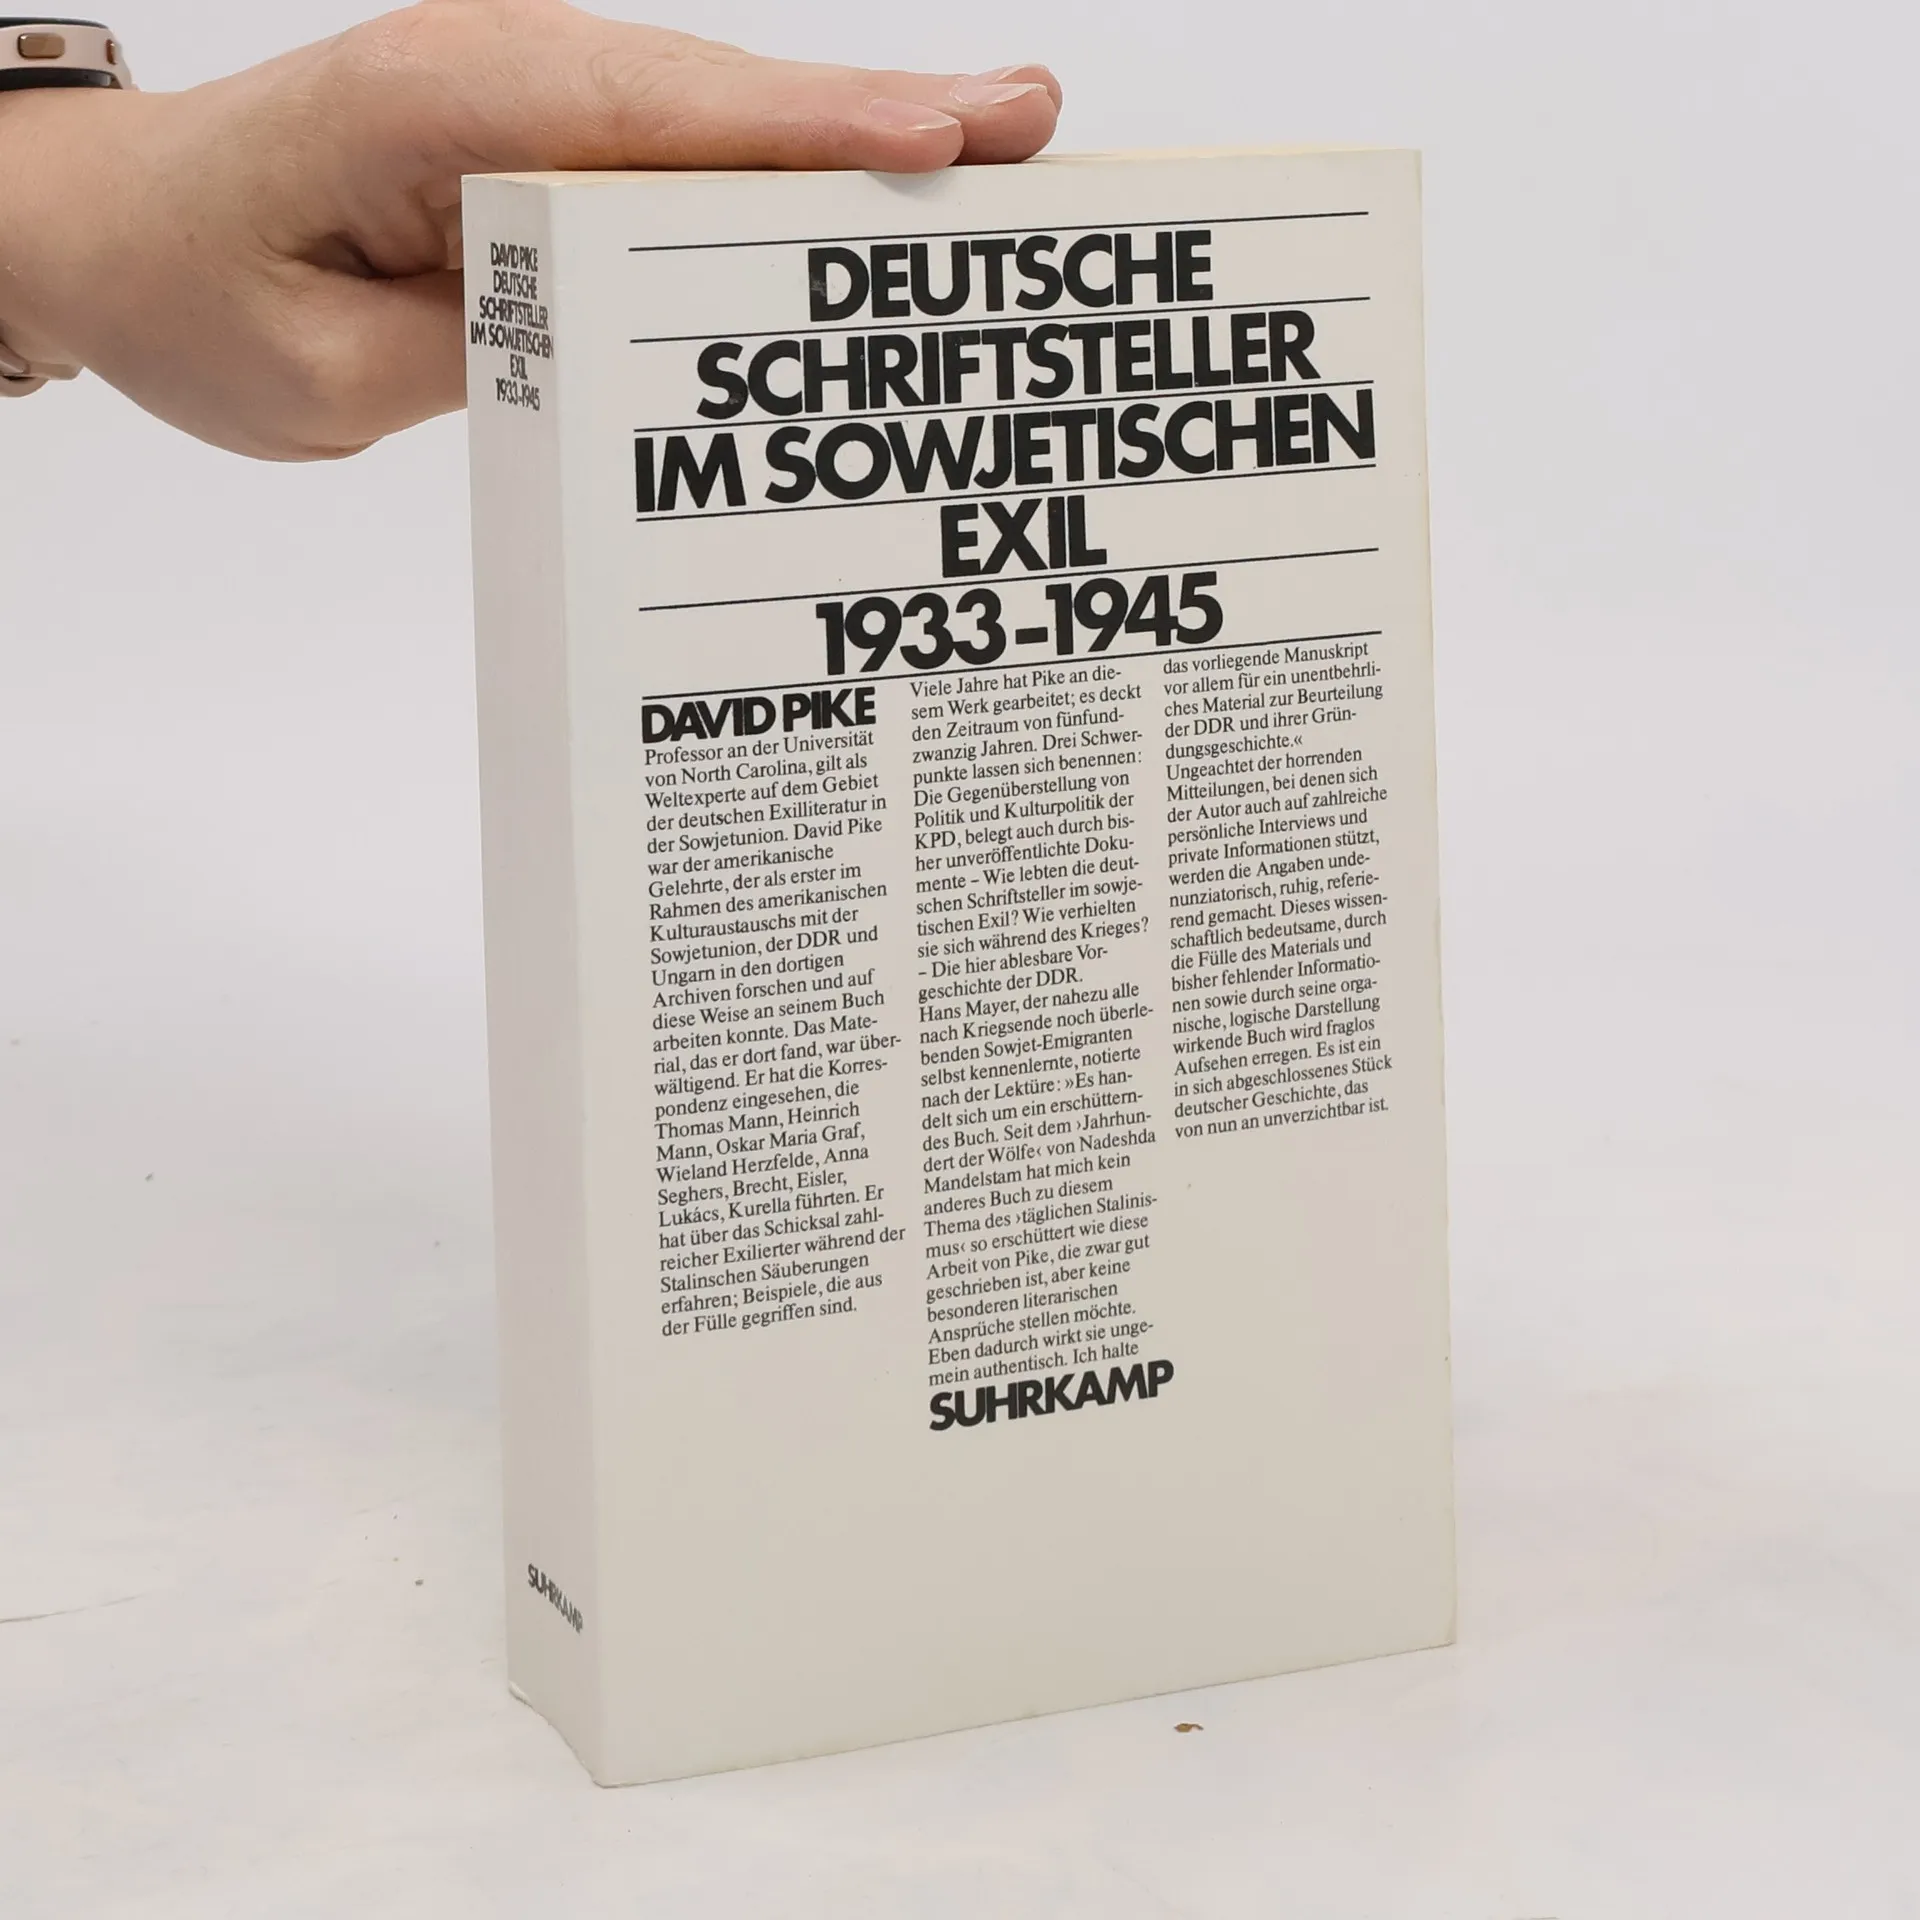 DAVID PIKE
DEUTSCHE
SCHRIFTSTELLER
IM SOWJETISCHEN
EXIL
1933-1945
SUHRKAMP
DEUTSCHE
SCHRIFTSTELLER
IM SOWJETISCHEN
EXIL
1933-1945
DAVID PIKE
Professor an der Universität
von North Carolina, gilt als
Weltexperte auf dem Gebiet
der deutschen Exilliteratur in
der Sowjetunion. David Pike
war der amerikanische
Gelehrte, der als erster im
Rahmen des amerikanischen
Kulturaustauschs mit der
Sowjetunion, der DDR und
Ungarn in den dortigen
Archiven forschen und auf
diese Weise an seinem Buch
arbeiten konnte. Das Mate-
rial, das er dort fand, war über-
wältigend. Er hat die Korres-
pondenz eingesehen, die
Thomas Mann, Heinrich
Mann, Oskar Maria Graf,
Wieland Herzfelde, Anna
Seghers, Brecht, Eisler,
Lukács, Kurella führten. Er
hat über das Schicksal zahl-
reicher Exilierter während der
Stalinschen Säuberungen
erfahren; Beispiele, die aus
der Fülle gegriffen sind.
Viele Jahre hat Pike an die-
sem Werk gearbeitet; es deckt
den Zeitraum von fünfund-
zwanzig Jahren. Drei Schwer-
punkte lassen sich benennen:
Die Gegenüberstellung von
Politik und Kulturpolitik der
KPD, belegt auch durch bis-
her unveröffentlichte Doku-
mente – Wie lebten die deut-
schen Schriftsteller im sowje-
tischen Exil? Wie verhielten
sie sich während des Krieges?
– Die hier ablesbare Vor-
geschichte der DDR.
Hans Mayer, der nahezu alle
nach Kriegsende noch überle-
benden Sowjet-Emigranten
selbst kennenlernte, notierte
nach der Lektüre: »Es han-
delt sich um ein erschüttern-
des Buch. Seit dem ›Jahrhun-
dert der Wölfe‹ von Nadeshda
Mandelstam hat mich kein
anderes Buch zu diesem
Thema des ›täglichen Stalinis-
mus‹ so erschüttert wie diese
Arbeit von Pike, die zwar gut
geschrieben ist, aber keine
besonderen literarischen
Ansprüche stellen möchte.
Eben dadurch wirkt sie unge-
mein authentisch. Ich halte
das vorliegende Manuskript
vor allem für ein unentbehrli-
ches Material zur Beurteilung
der DDR und ihrer Grün-
dungsgeschichte.«
Ungeachtet der horrenden
Mitteilungen, bei denen sich
der Autor auch auf zahlreiche
persönliche Interviews und
private Informationen stützt,
werden die Angaben unde-
nunziatorisch, ruhig, referie-
rend gemacht. Dieses wissen-
schaftlich bedeutsame, durch
die Fülle des Materials und
bisher fehlender Informatio-
nen sowie durch seine orga-
nische, logische Darstellung
wirkende Buch wird fraglos
Aufsehen erregen. Es ist ein
in sich abgeschlossenes Stück
deutscher Geschichte, das
von nun an unverzichtbar ist.
SUHRKAMP